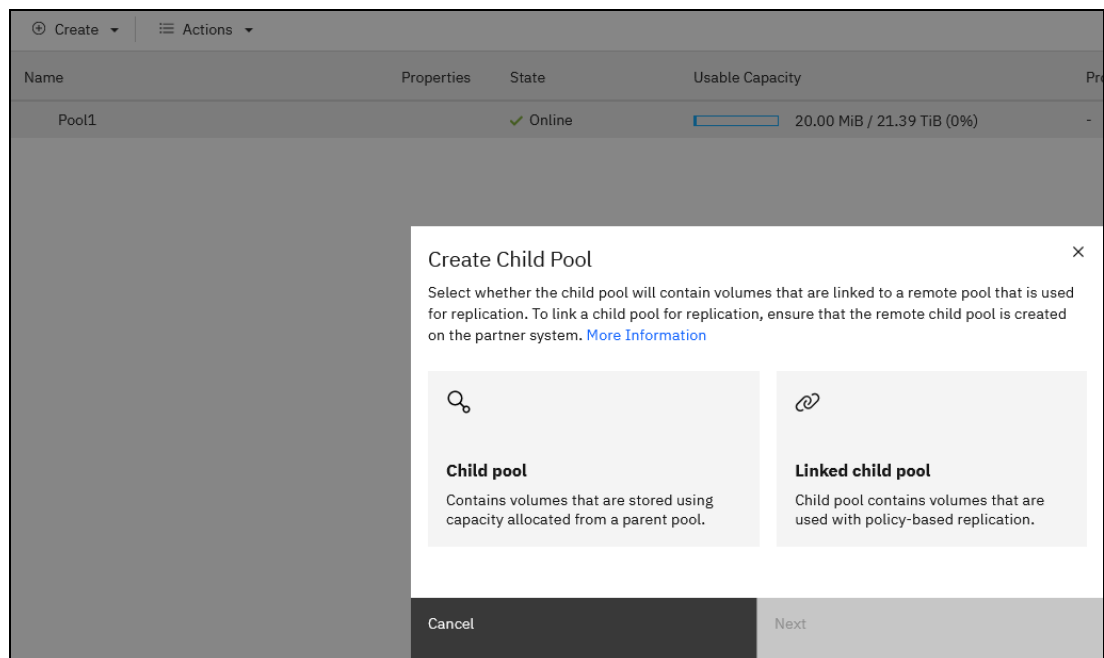 Create Actions
Name Properties State Usable Capacity Pro
Pool1 Online 20.00 MiB / 21.39 TiB (0%) -
Create Child Pool
Select whether the child pool will contain volumes that are linked to a remote pool that is used
for replication. To link a child pool for replication, ensure that the remote child pool is created
on the partner system. More Information
Child pool
Contains volumes that are stored using
capacity allocated from a parent pool.
Linked child pool
Child pool contains volumes that are
used with policy-based replication.
Cancel Next